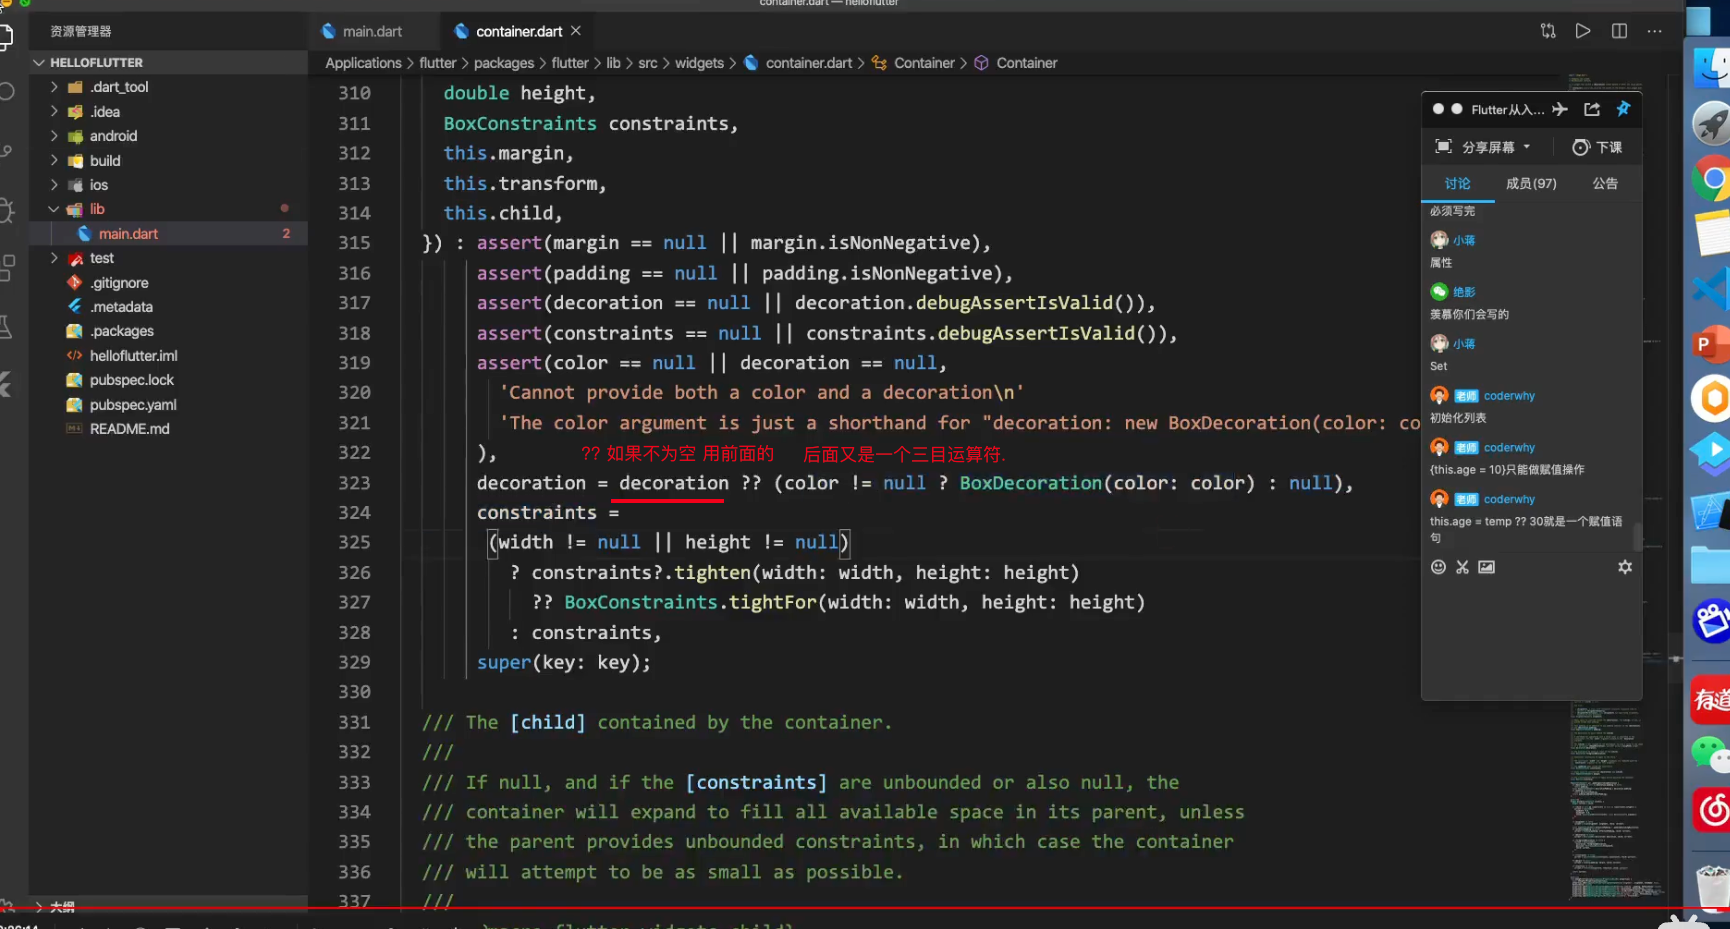 container.dart — helloflutter
资源管理器
main.dart
container.dart ×
HELLOFLUTTER
Applications > flutter > packages > flutter > lib > src > widgets > container.dart > Container > Container
.dart_tool
.idea
android
build
ios
lib
main.dart 2
test
.gitignore
.metadata
.packages
helloflutter.iml
pubspec.lock
pubspec.yaml
README.md
大纲
310 double height,
311 BoxConstraints constraints,
312 this.margin,
313 this.transform,
314 this.child,
315 }) : assert(margin == null || margin.isNonNegative),
316 assert(padding == null || padding.isNonNegative),
317 assert(decoration == null || decoration.debugAssertIsValid()),
318 assert(constraints == null || constraints.debugAssertIsValid()),
319 assert(color == null || decoration == null,
320 'Cannot provide both a color and a decoration\n'
321 'The color argument is just a shorthand for "decoration: new BoxDecoration(color: co
322 ),
?? 如果不为空 用前面的 后面又是一个三目运算符.
323 decoration = decoration ?? (color != null ? BoxDecoration(color: color) : null),
324 constraints =
325 (width != null || height != null)
326 ? constraints?.tighten(width: width, height: height)
327 ?? BoxConstraints.tightFor(width: width, height: height)
328 : constraints,
329 super(key: key);
330
331 /// The [child] contained by the container.
332 ///
333 /// If null, and if the [constraints] are unbounded or also null, the
334 /// container will expand to fill all available space in its parent, unless
335 /// the parent provides unbounded constraints, in which case the container
336 /// will attempt to be as small as possible.
337 ///
Flutter从入...
分享屏幕
下课
讨论 成员(97) 公告
必须写完
小蒋
属性
绝影
羡慕你们会写的
小蒋
Set
老师 coderwhy
初始化列表
老师 coderwhy
{this.age = 10}只能做赋值操作
老师 coderwhy
this.age = temp ?? 30就是一个赋值语
句
P
有道